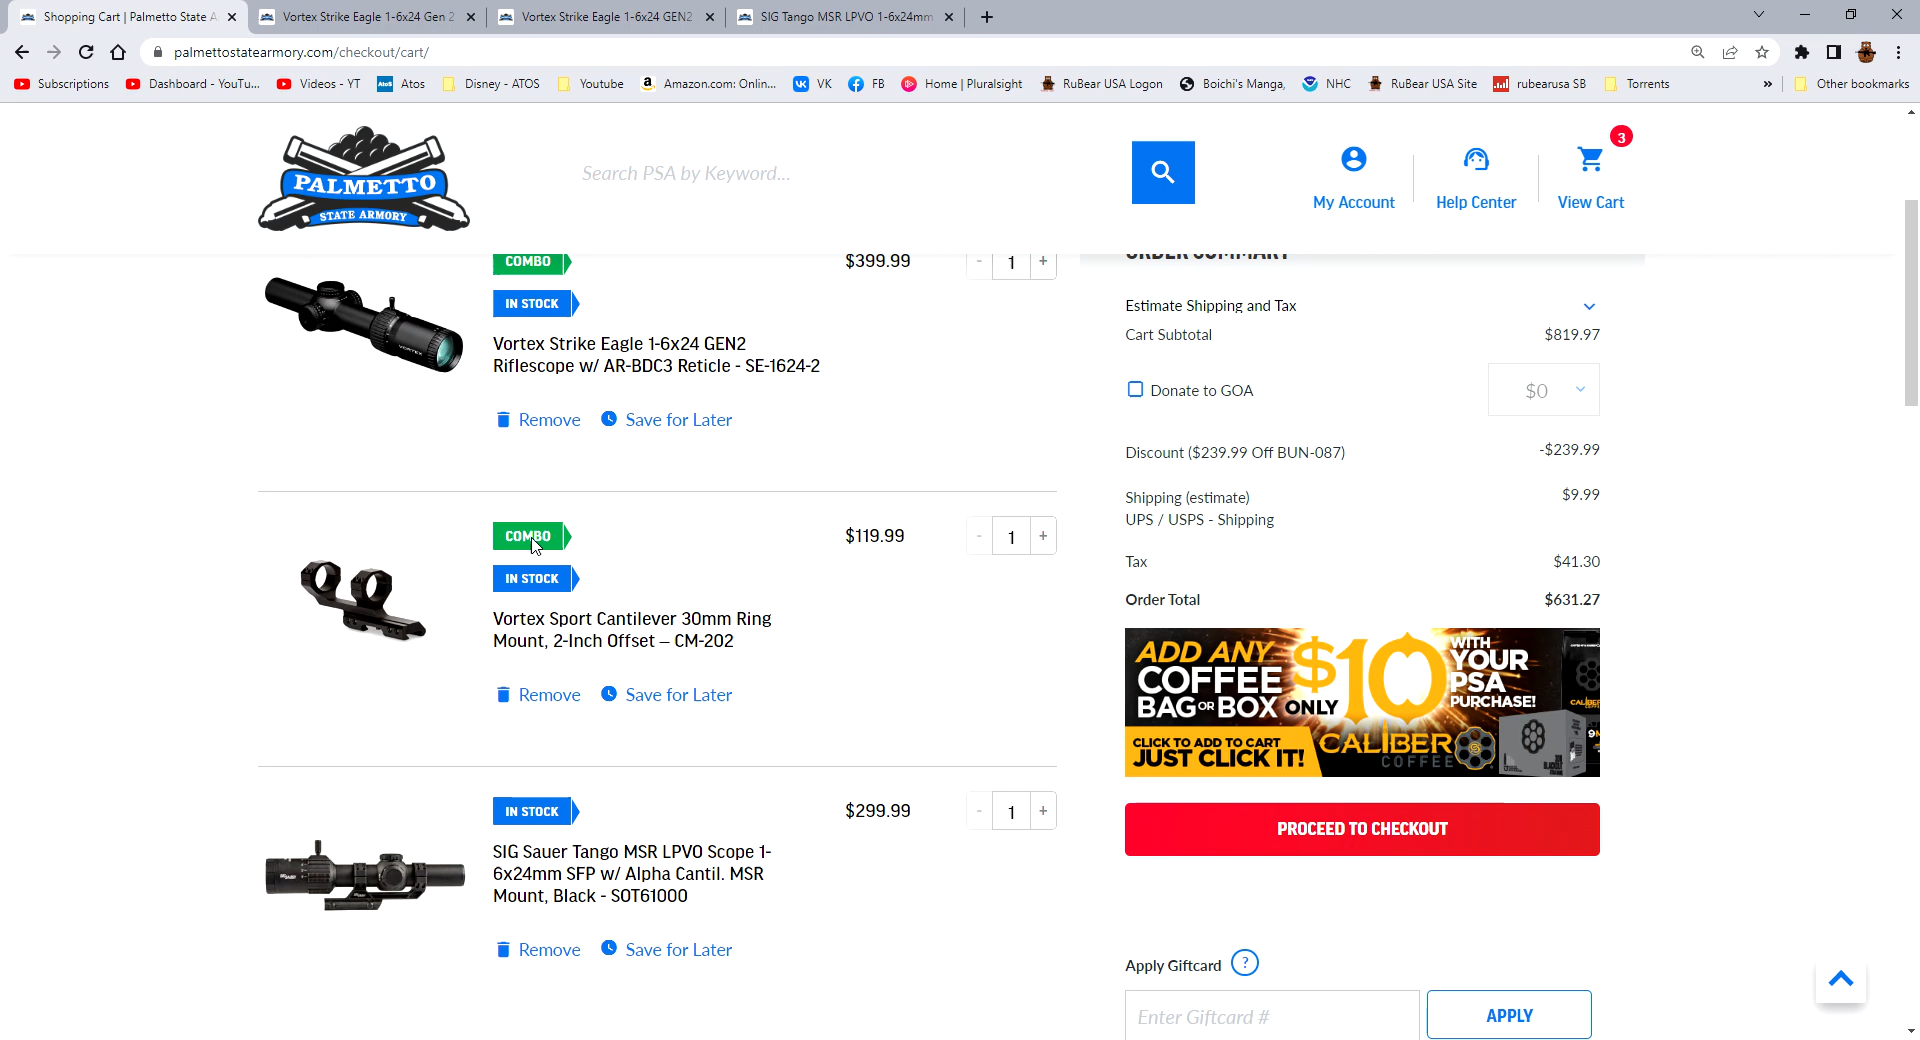 Shopping Cart | Palmetto State A
Vortex Strike Eagle 1-6x24 Gen 2
Vortex Strike Eagle 1-6x24 GEN2
SIG Tango MSR LPVO 1-6x24mm
palmettostatearmory.com/checkout/cart/
Subscriptions
Dashboard - YouTu...
Videos - YT
Atos
Atos
Disney - ATOS
Youtube
Amazon.com: Onlin...
VK
FB
Home | Pluralsight
RuBear USA Logon
Boichi's Manga,
NHC
RuBear USA Site
rubearusa SB
Torrents
»
Other bookmarks
PALMETTO
STATE ARMORY
Search PSA by Keyword...
My Account
Help Center
3
View Cart
COMBO
$399.99
- 1 +
IN STOCK
Vortex Strike Eagle 1-6x24 GEN2
Riflescope w/ AR-BDC3 Reticle - SE-1624-2
Remove
Save for Later
COMBO
$119.99
- 1 +
IN STOCK
Vortex Sport Cantilever 30mm Ring
Mount, 2-Inch Offset – CM-202
Remove
Save for Later
IN STOCK
$299.99
- 1 +
SIG Sauer Tango MSR LPVO Scope 1-
6x24mm SFP w/ Alpha Cantil. MSR
Mount, Black - SOT61000
Remove
Save for Later
ORDER SUMMARY
Estimate Shipping and Tax
Cart Subtotal $819.97
Donate to GOA $0
Discount ($239.99 Off BUN-087) -$239.99
Shipping (estimate) $9.99
UPS / USPS - Shipping
Tax $41.30
Order Total $631.27
ADD ANY
COFFEE
BAG OR BOX ONLY
$10
WITH
YOUR
PSA
PURCHASE!
CLICK TO ADD TO CART
JUST CLICK IT!
CALIBER
COFFEE
PROCEED TO CHECKOUT
Apply Giftcard ?
Enter Giftcard #
APPLY